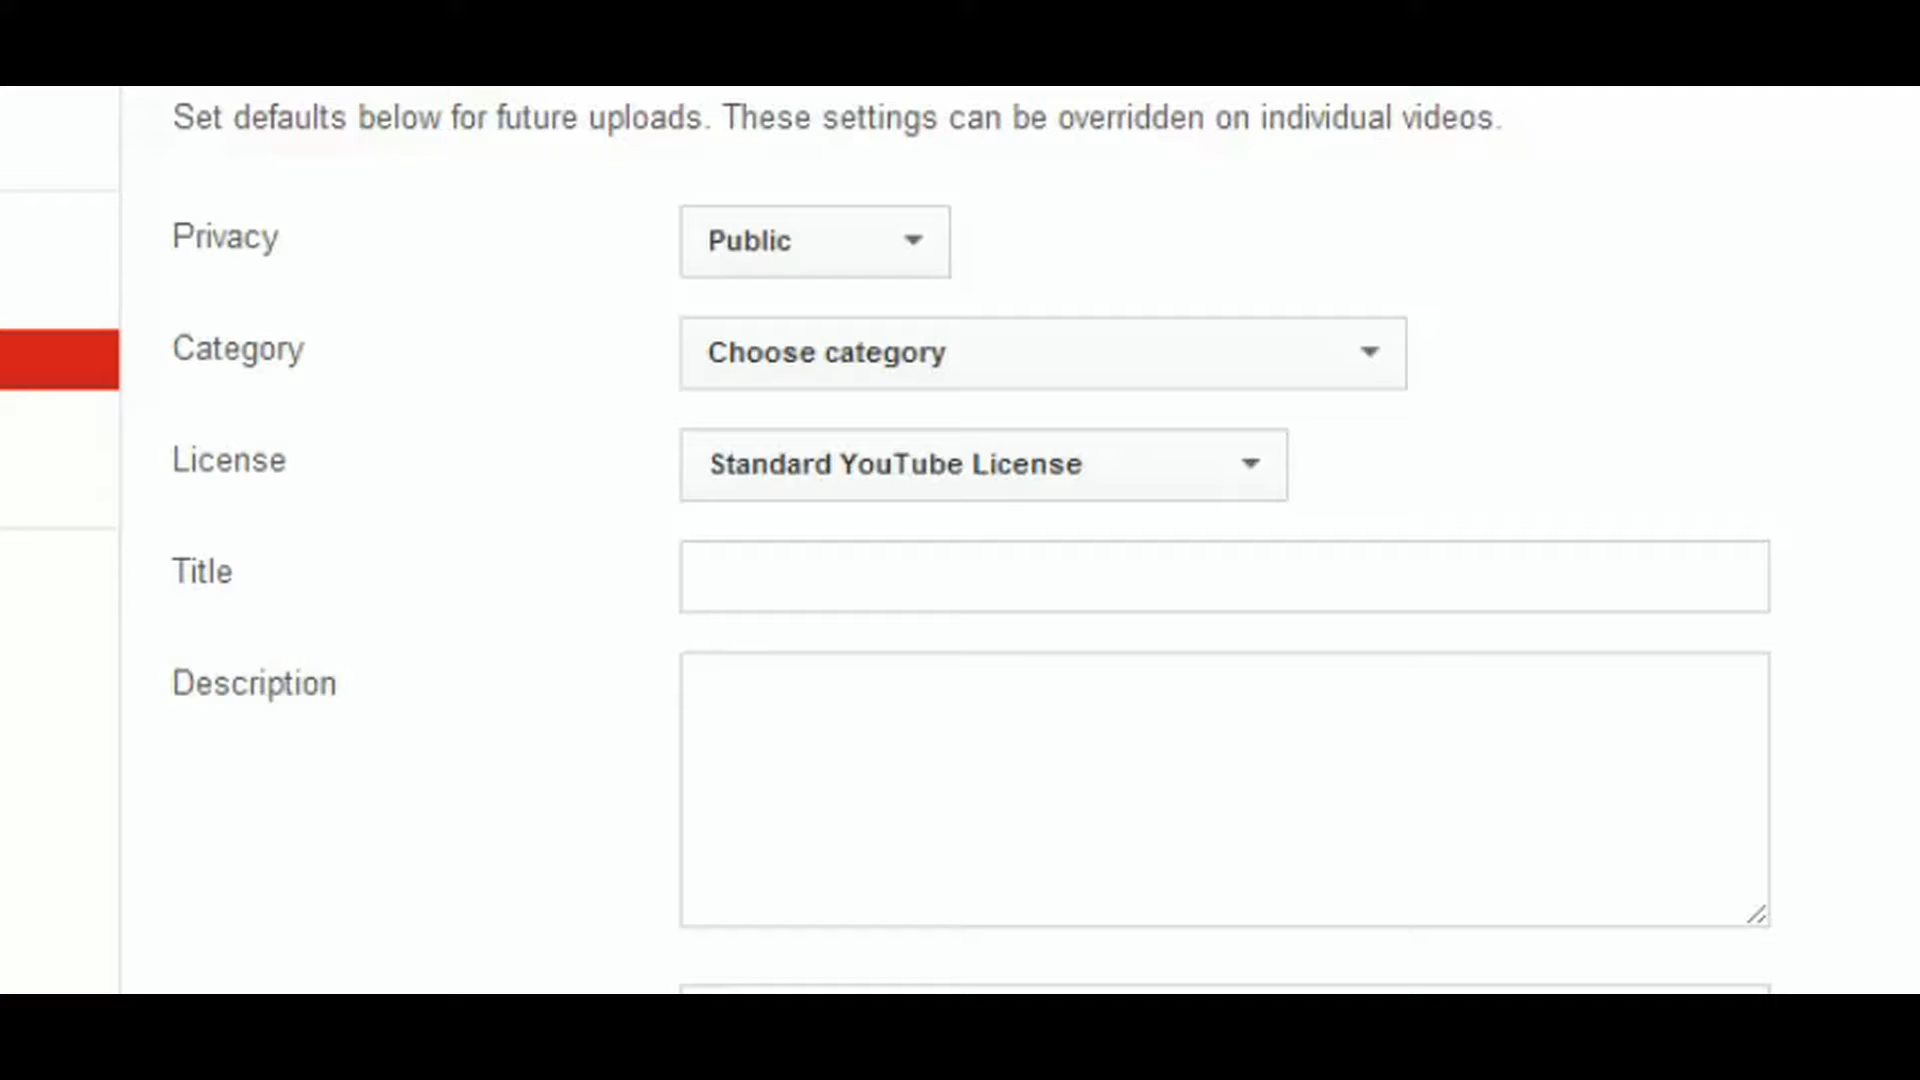 Set defaults below for future uploads. These settings can be overridden on individual videos.
Privacy Public
Category Choose category
License Standard YouTube License
Title
Description